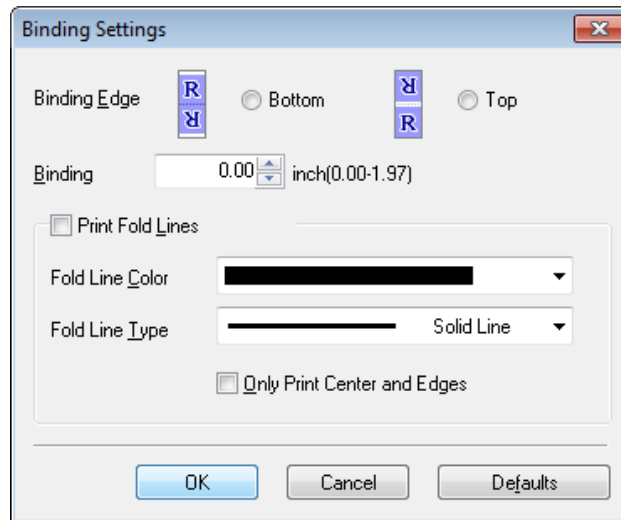 Binding Settings
Binding Edge R R Bottom R R Top
Binding 0.00 inch(0.00-1.97)
Print Fold Lines
Fold Line Color
Fold Line Type Solid Line
Only Print Center and Edges
OK Cancel Defaults